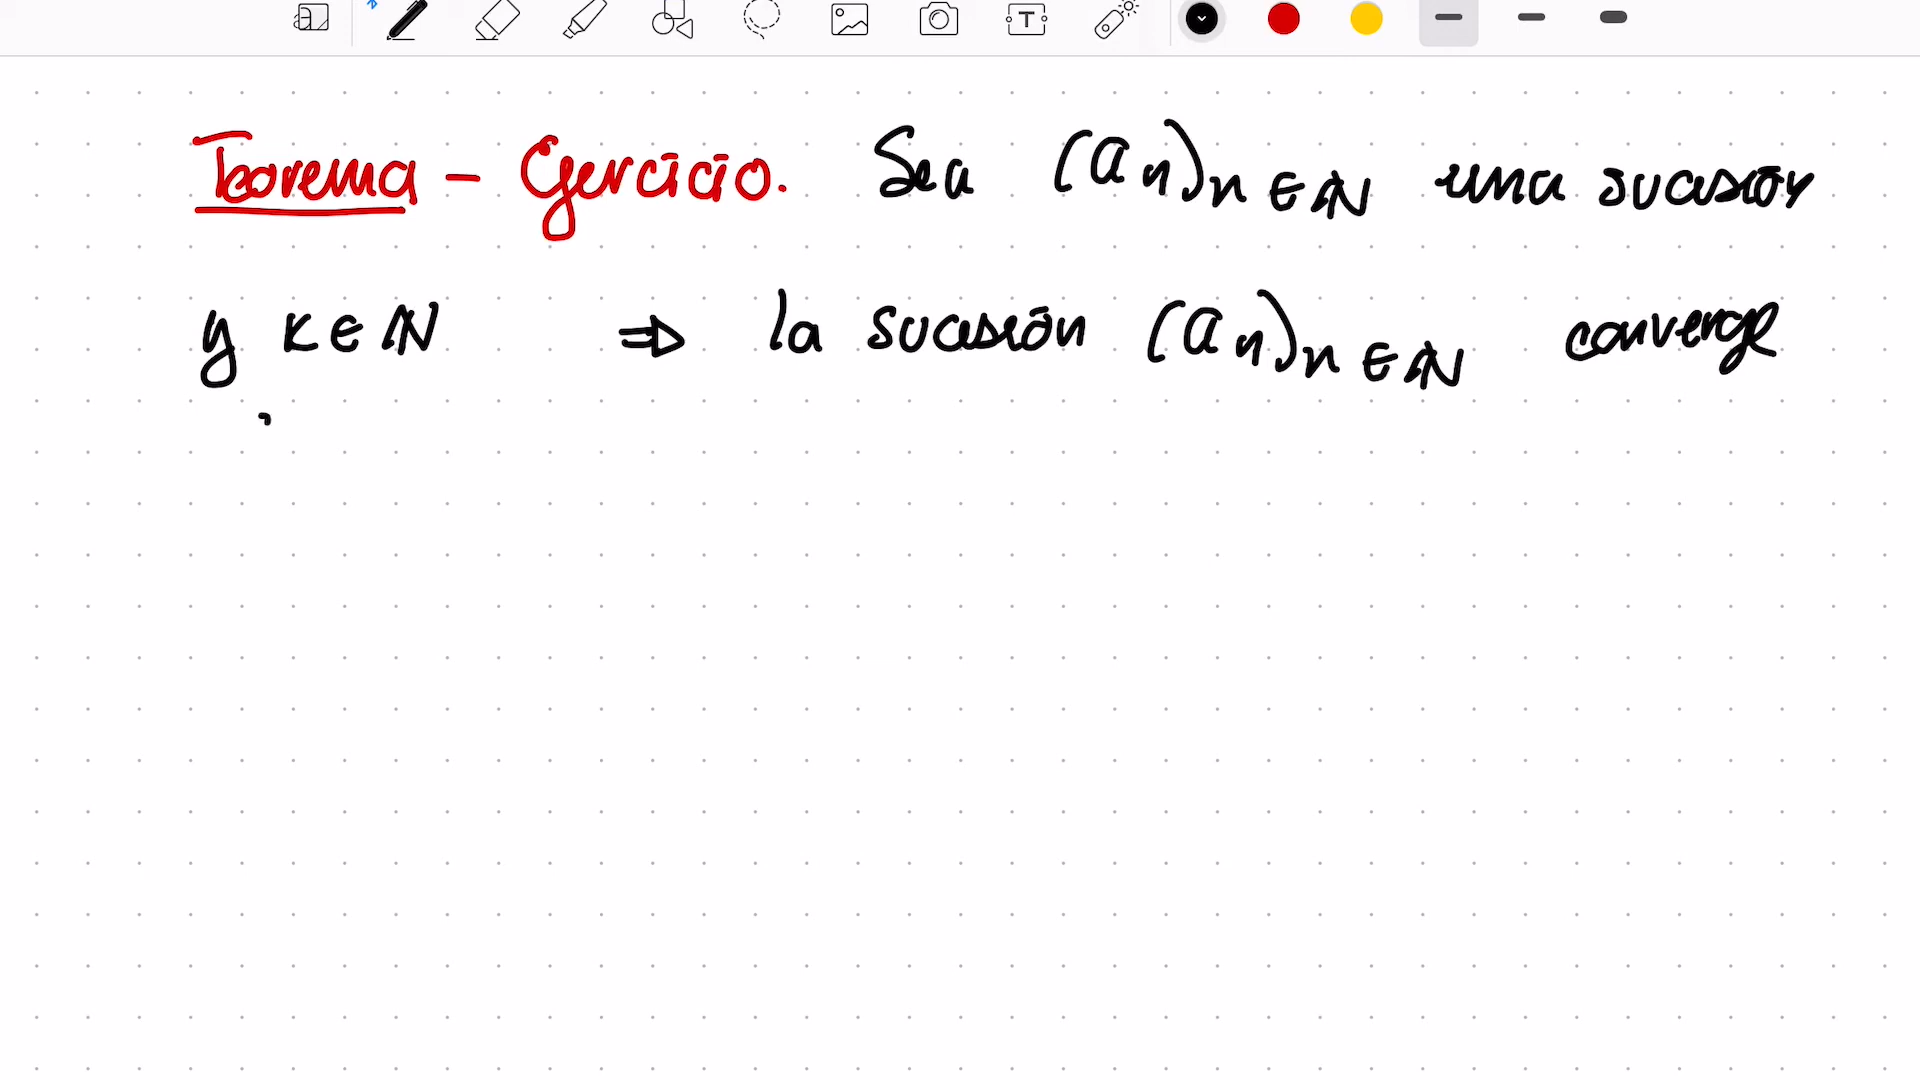 Teorema - Ejercicio. Sea (an)n∈ℕ una sucesión
y k∈ℕ ⇒ la sucesión (an)n∈ℕ converge